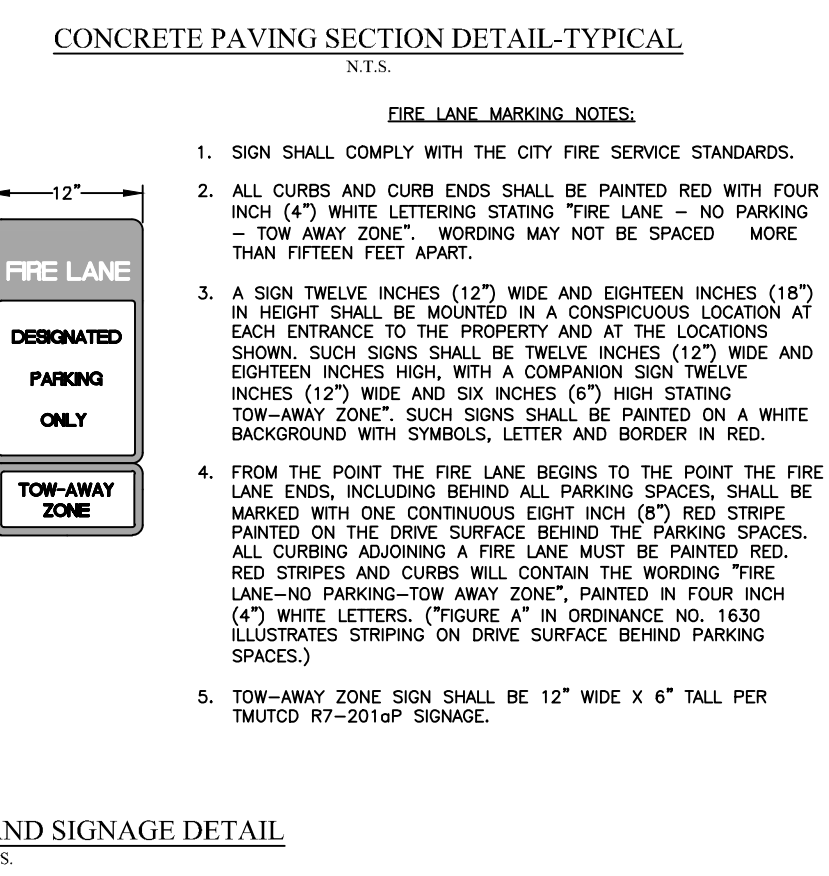 CONCRETE PAVING SECTION DETAIL-TYPICAL
N.T.S.
FIRE LANE MARKING NOTES:
1. SIGN SHALL COMPLY WITH THE CITY FIRE SERVICE STANDARDS.
2. ALL CURBS AND CURB ENDS SHALL BE PAINTED RED WITH FOUR
INCH (4") WHITE LETTERING STATING "FIRE LANE – NO PARKING
– TOW AWAY ZONE". WORDING MAY NOT BE SPACED MORE
THAN FIFTEEN FEET APART.
3. A SIGN TWELVE INCHES (12") WIDE AND EIGHTEEN INCHES (18")
IN HEIGHT SHALL BE MOUNTED IN A CONSPICUOUS LOCATION AT
EACH ENTRANCE TO THE PROPERTY AND AT THE LOCATIONS
SHOWN. SUCH SIGNS SHALL BE TWELVE INCHES (12") WIDE AND
EIGHTEEN INCHES HIGH, WITH A COMPANION SIGN TWELVE
INCHES (12") WIDE AND SIX INCHES (6") HIGH STATING
TOW–AWAY ZONE". SUCH SIGNS SHALL BE PAINTED ON A WHITE
BACKGROUND WITH SYMBOLS, LETTER AND BORDER IN RED.
4. FROM THE POINT THE FIRE LANE BEGINS TO THE POINT THE FIRE
LANE ENDS, INCLUDING BEHIND ALL PARKING SPACES, SHALL BE
MARKED WITH ONE CONTINUOUS EIGHT INCH (8") RED STRIPE
PAINTED ON THE DRIVE SURFACE BEHIND THE PARKING SPACES.
ALL CURBING ADJOINING A FIRE LANE MUST BE PAINTED RED.
RED STRIPES AND CURBS WILL CONTAIN THE WORDING "FIRE
LANE–NO PARKING–TOW AWAY ZONE", PAINTED IN FOUR INCH
(4") WHITE LETTERS. ("FIGURE A" IN ORDINANCE NO. 1630
ILLUSTRATES STRIPING ON DRIVE SURFACE BEHIND PARKING
SPACES.)
5. TOW–AWAY ZONE SIGN SHALL BE 12" WIDE X 6" TALL PER
TMUTCD R7–201aP SIGNAGE.
12"
FIRE LANE
DESIGNATED
PARKING
ONLY
TOW-AWAY
ZONE
AND SIGNAGE DETAIL
S.